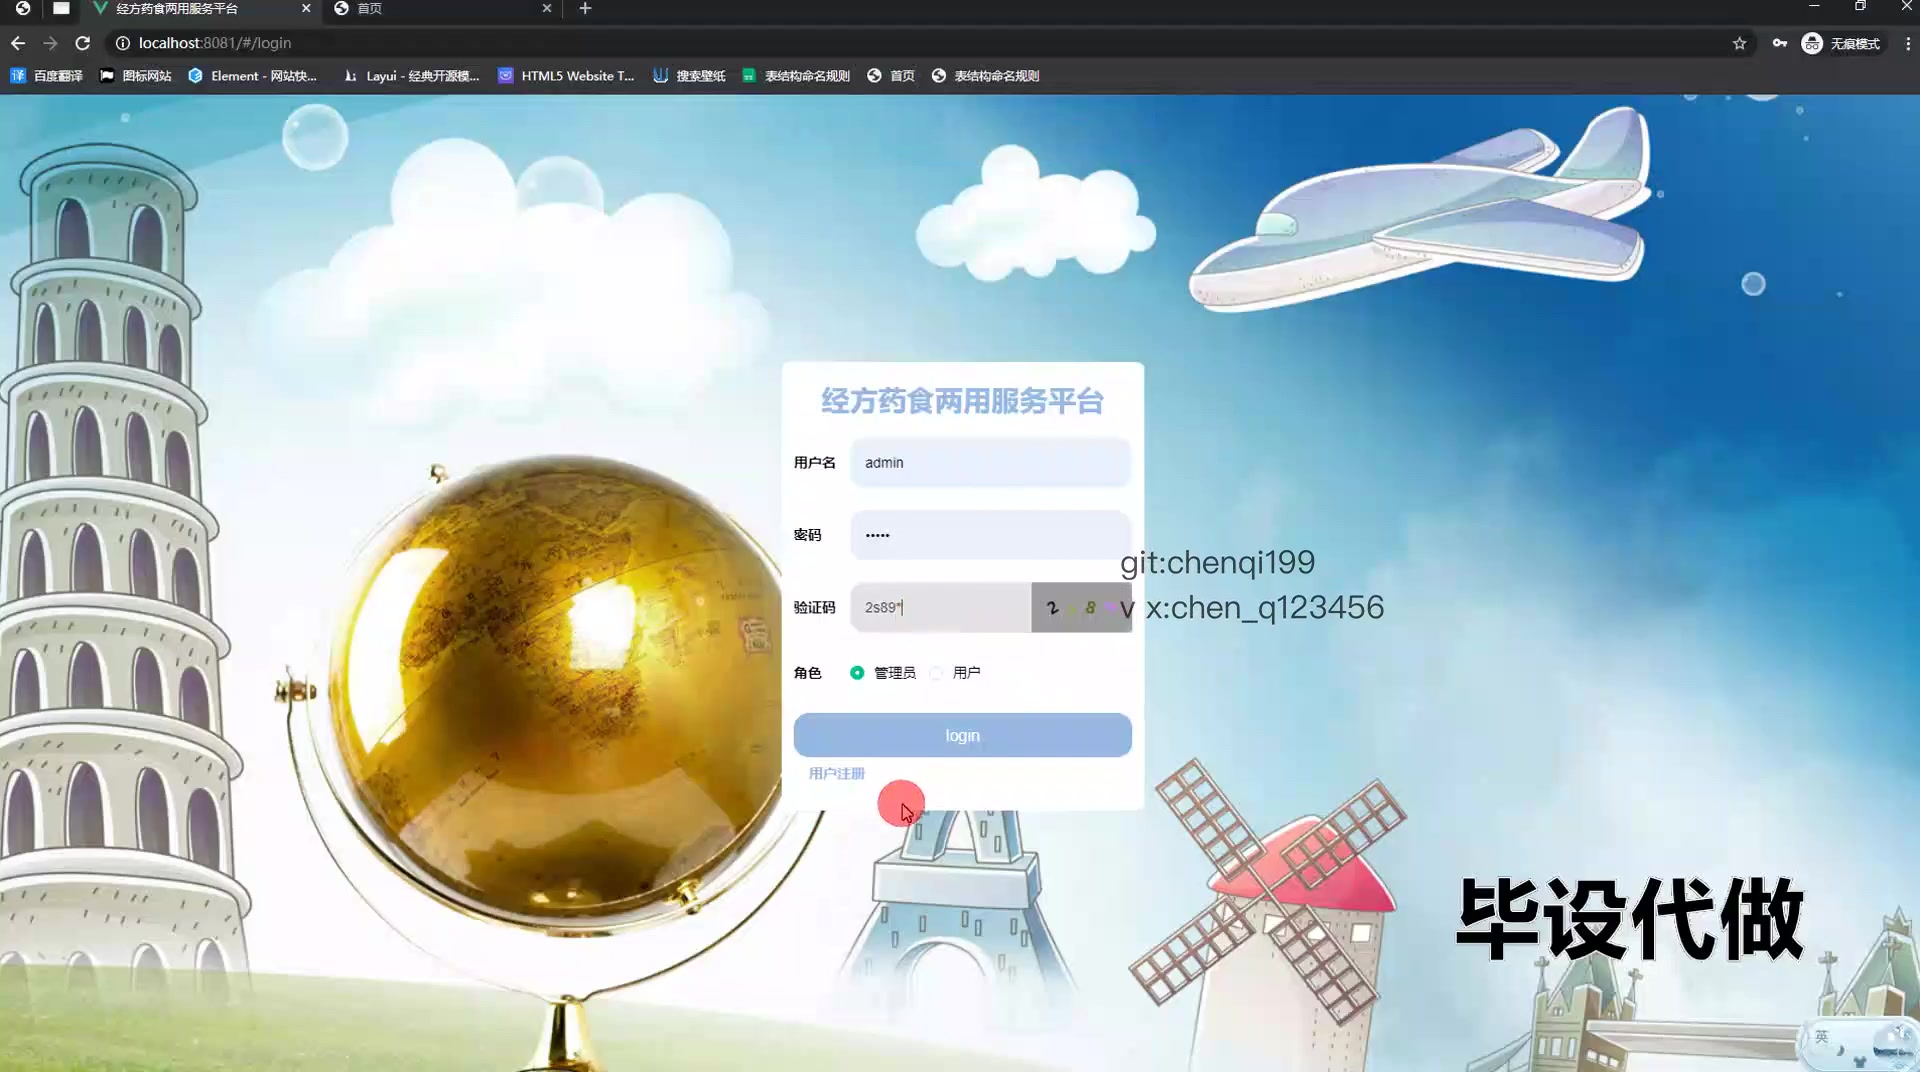 经方药食两用服务平台
首页
localhost:8081/#/login
无痕模式
百度翻译
图标网站
Element - 网站快...
Layui - 经典开源模...
HTML5 Website T...
搜索壁纸
表结构命名规则
首页
表结构命名规则
经方药食两用服务平台
用户名
admin
密码
•••••
git:chenqi199
验证码
2s89*
2
8
v x:chen_q123456
角色
管理员
用户
login
用户注册
毕设代做
英